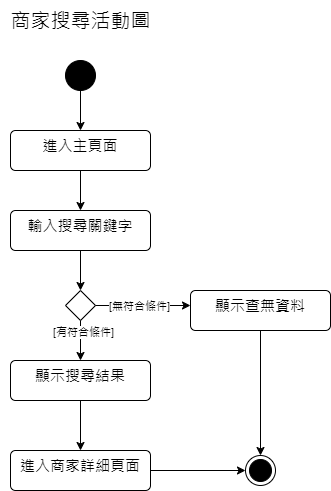 商家搜尋活動圖
進入主頁面
輸入搜尋關鍵字
[無符合條件]
顯示查無資料
[有符合條件]
顯示搜尋結果
進入商家詳細頁面